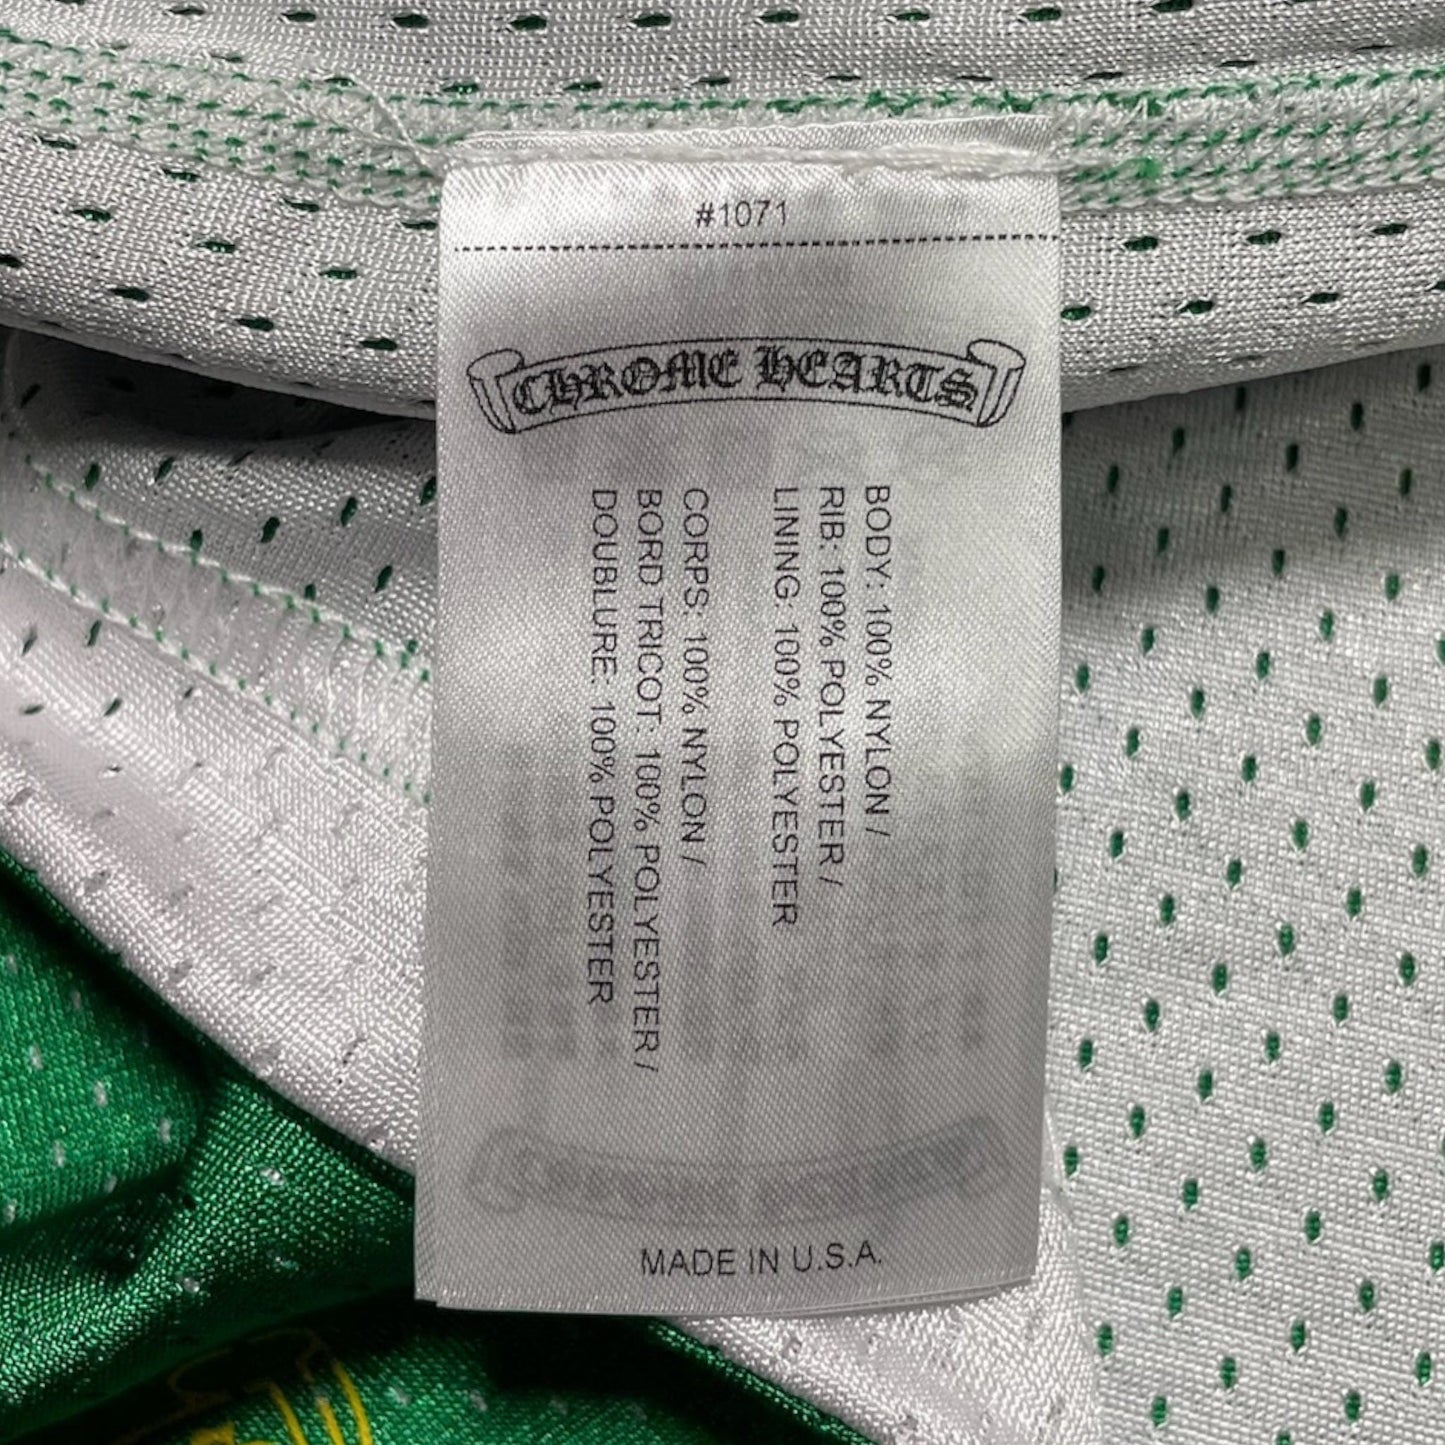 #1071
CHROME HEARTS
BODY: 100% NYLON /
RIB: 100% POLYESTER /
LINING: 100% POLYESTER
CORPS: 100% NYLON /
BORD TRICOT: 100% POLYESTER /
DOUBLURE: 100% POLYESTER
MADE IN U.S.A.